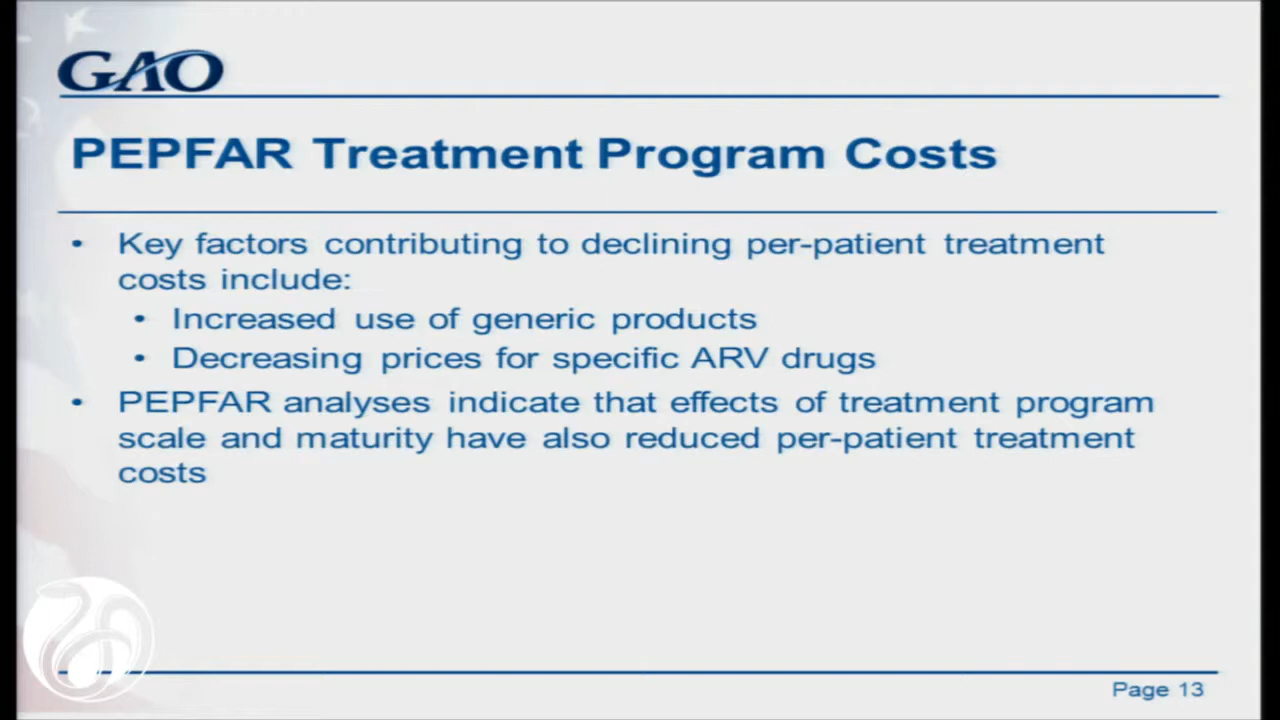 GAO
PEPFAR Treatment Program Costs
• Key factors contributing to declining per-patient treatment
costs include:
• Increased use of generic products
• Decreasing prices for specific ARV drugs
• PEPFAR analyses indicate that effects of treatment program
scale and maturity have also reduced per-patient treatment
costs
Page 13